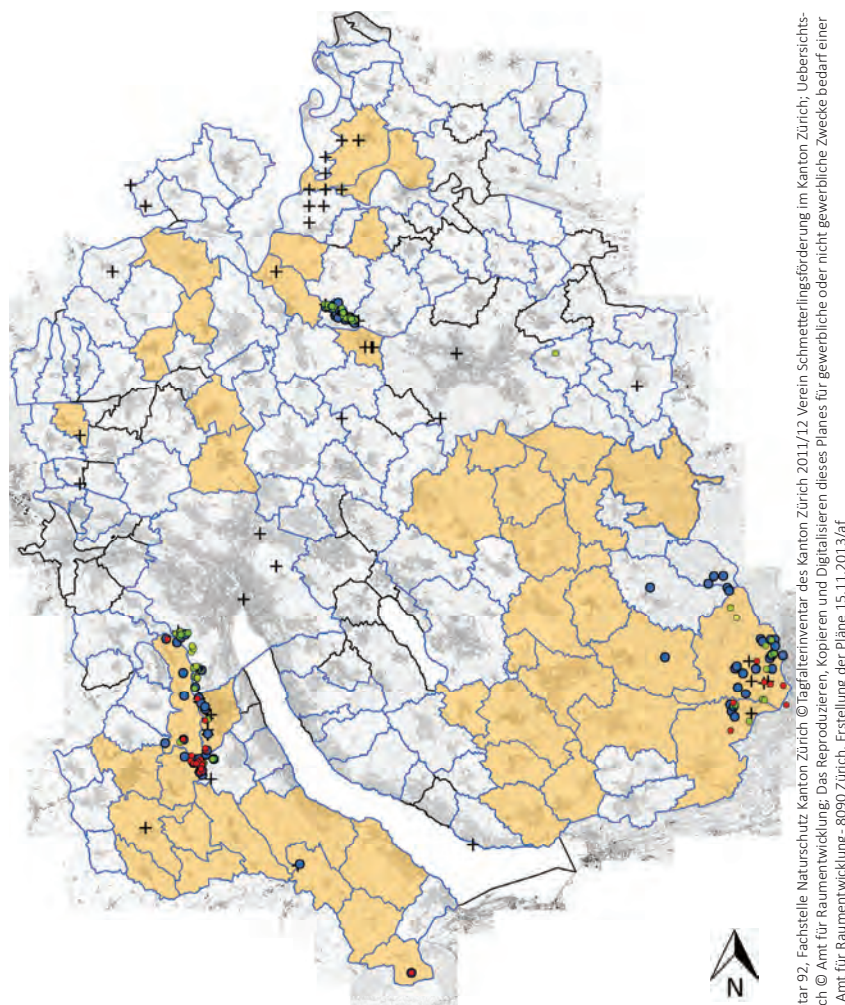 tar 92, Fachstelle Naturschutz Kanton Zürich © Tagfalterinventar des Kanton Zürich 2011/12 Verein Schmetterlingsförderung im Kanton Zürich; Uebersichts-
ch © Amt für Raumentwicklung; Das Reproduzieren, Kopieren und Digitalisieren dieses Planes für gewerbliche oder nicht gewerbliche Zwecke bedarf einer
Amt für Raumentwicklung - 8090 Zürich, Erstellung der Pläne 15.11.2013/af
N